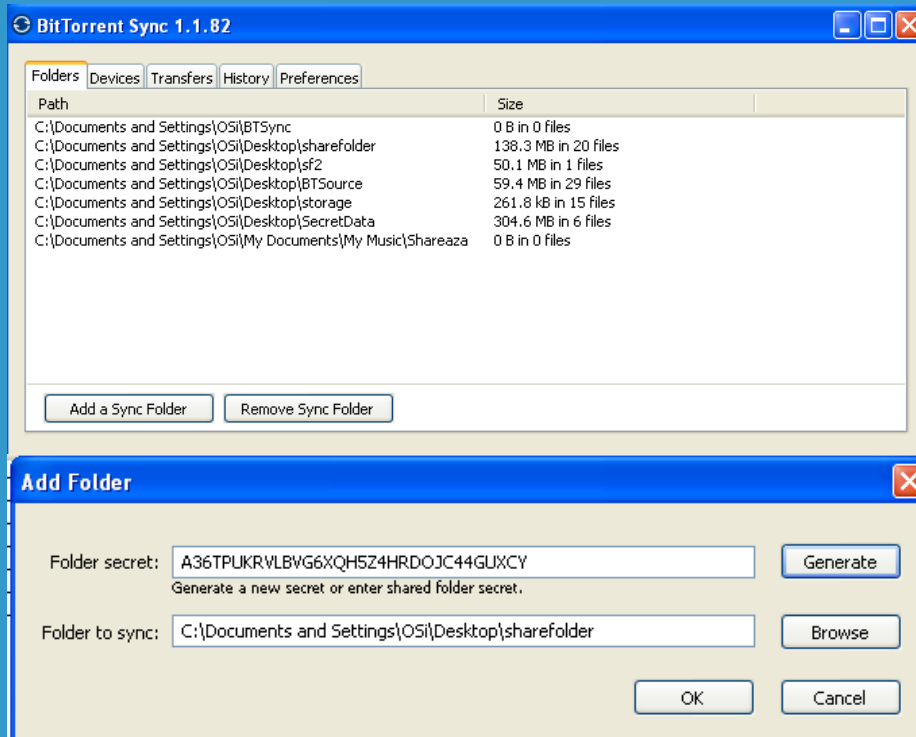 BitTorrent Sync 1.1.82
Folders Devices Transfers History Preferences
Path Size
C:\Documents and Settings\OSi\BTSync 0 B in 0 files
C:\Documents and Settings\OSi\Desktop\sharefolder 138.3 MB in 20 files
C:\Documents and Settings\OSi\Desktop\sf2 50.1 MB in 1 files
C:\Documents and Settings\OSi\Desktop\BTSource 59.4 MB in 29 files
C:\Documents and Settings\OSi\Desktop\storage 261.8 kB in 15 files
C:\Documents and Settings\OSi\Desktop\SecretData 304.6 MB in 6 files
C:\Documents and Settings\OSi\My Documents\My Music\Shareaza 0 B in 0 files
Add a Sync Folder Remove Sync Folder
Add Folder
Folder secret: A36TPUKRVLBVG6XQH5Z4HRDOJC44GUXCY Generate
Generate a new secret or enter shared folder secret.
Folder to sync: C:\Documents and Settings\OSi\Desktop\sharefolder Browse
OK Cancel